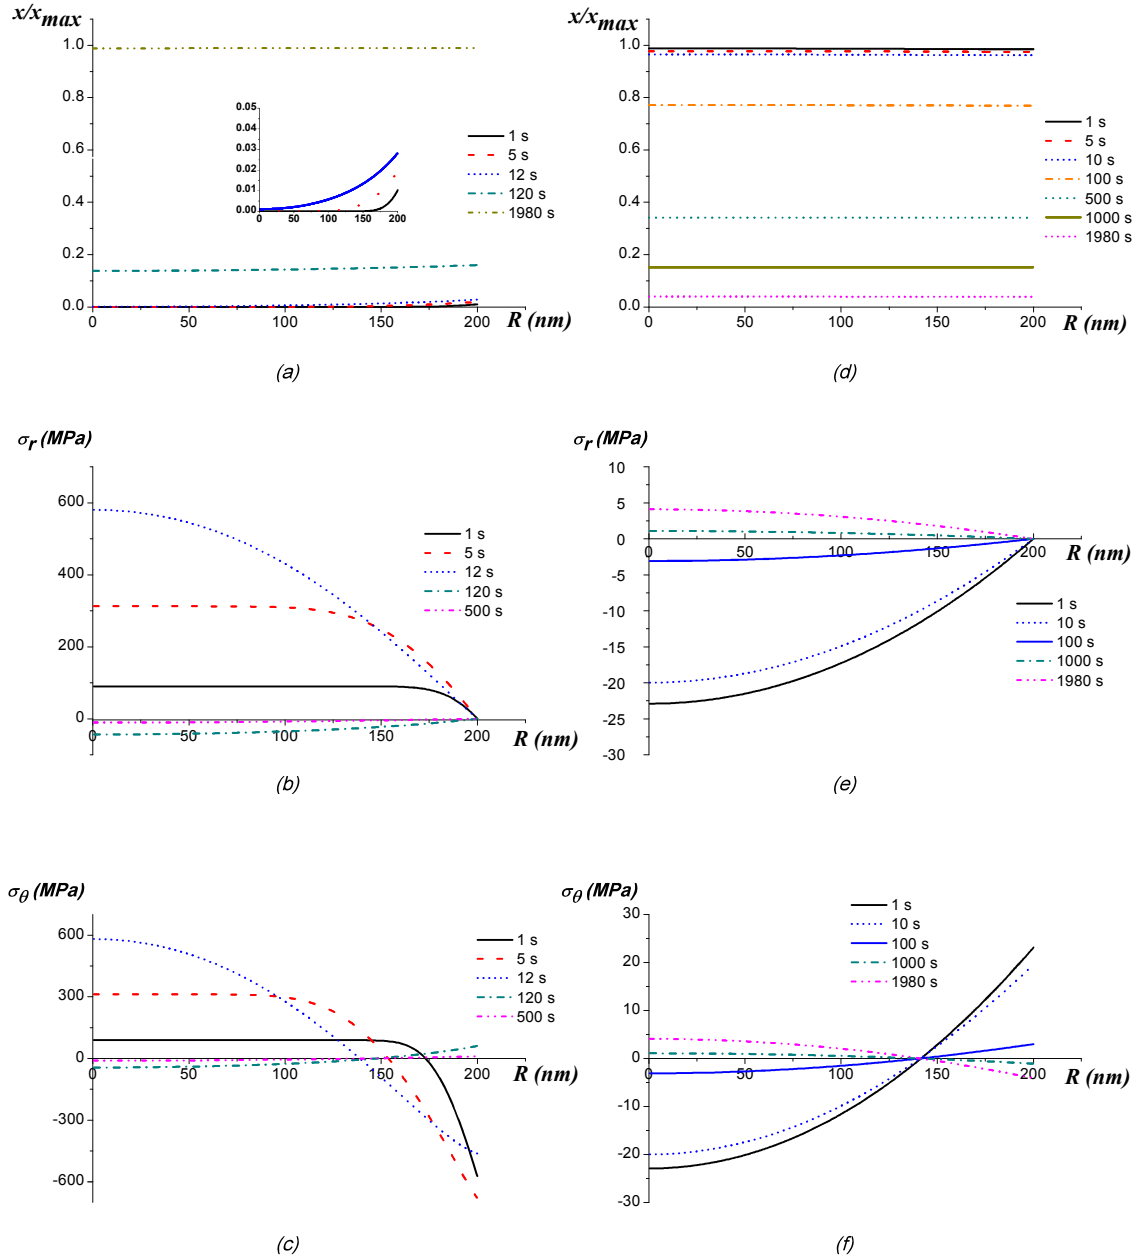 x/x_max
1.0
0.8
0.6
0.4
0.2
0.0
0 50 100 150 200
R (nm)
0.05
0.04
0.03
0.02
0.01
0.00
0 50 100 150 200
1 s
5 s
12 s
120 s
1980 s
(a)
x/x_max
1.0
0.8
0.6
0.4
0.2
0.0
0 50 100 150 200
R (nm)
1 s
5 s
10 s
100 s
500 s
1000 s
1980 s
(d)
σ_r (MPa)
600
400
200
0
0 50 100 150 200
R (nm)
1 s
5 s
12 s
120 s
500 s
(b)
σ_r (MPa)
10
5
0
-5
-10
-15
-20
-25
-30
0 50 100 150 200
R (nm)
1 s
10 s
100 s
1000 s
1980 s
(e)
σ_θ (MPa)
600
300
0
-300
-600
0 50 100 150 200
R (nm)
1 s
5 s
12 s
120 s
500 s
(c)
σ_θ (MPa)
30
20
10
0
-10
-20
-30
0 50 100 150 200
R (nm)
1 s
10 s
100 s
1000 s
1980 s
(f)